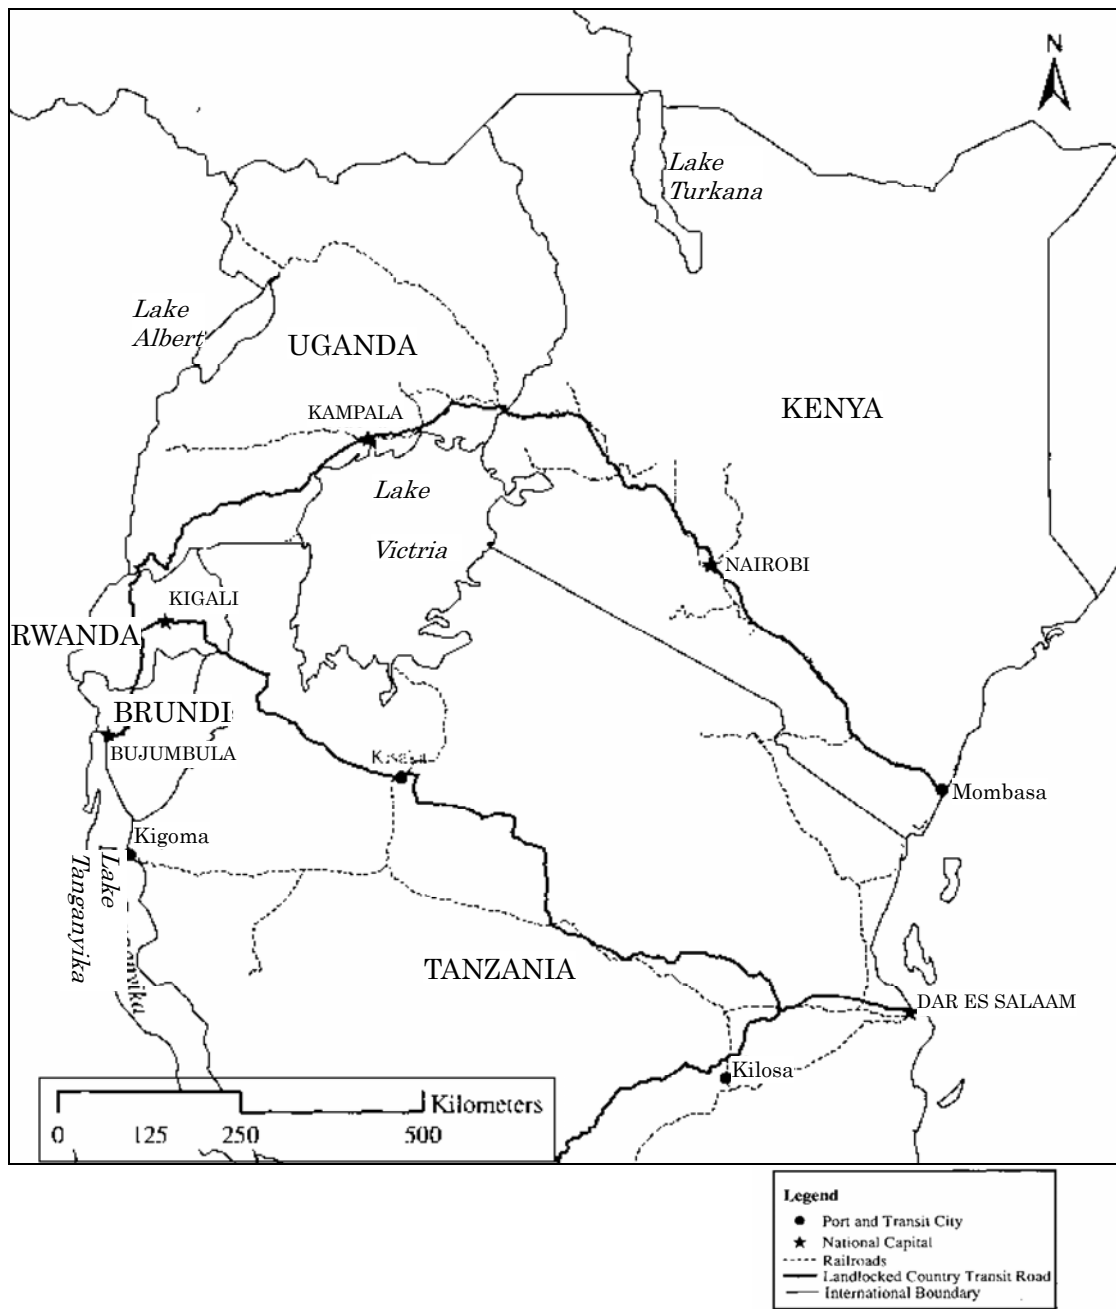 N
Lake
Turkana
Lake
Albert
UGANDA
KENYA
KAMPALA
Lake
Victria
NAIROBI
KIGALI
RWANDA
BRUNDI
BUJUMBULA
Mombasa
Kigoma
Lake
Tanganyika
TANZANIA
DAR ES SALAAM
Kilosa
Kilometers
0 125 250 500
Legend
Port and Transit City
National Capital
Railroads
Landlocked Country Transit Road
International Boundary